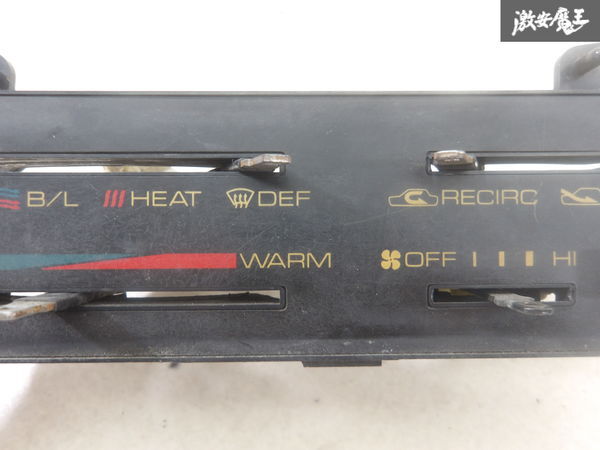 激安魔王
B/L HEAT DEF RECIRC
WARM OFF HI